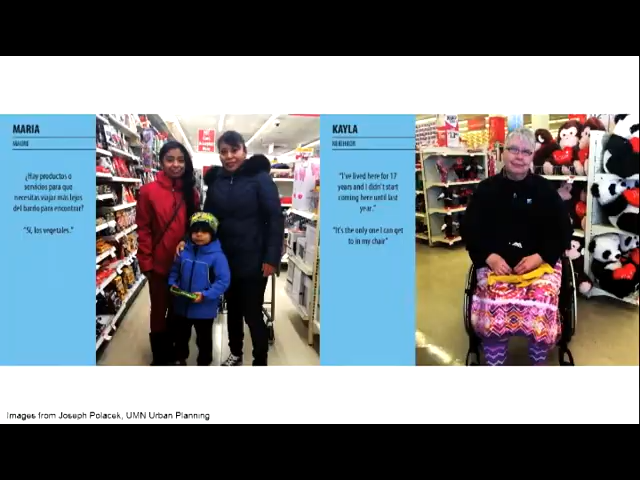 MARIA
MADRE
¿Hay productos o
servicios para que
necesitas viajar más lejos
del barrio para encontrar?
"Sí, los vegetales."
KAYLA
NEIGHBOR
"I've lived here for 17
years and I didn't start
coming here until last
year."
"It's the only one I can get
to in my chair"
Images from Joseph Polacek, UMN Urban Planning